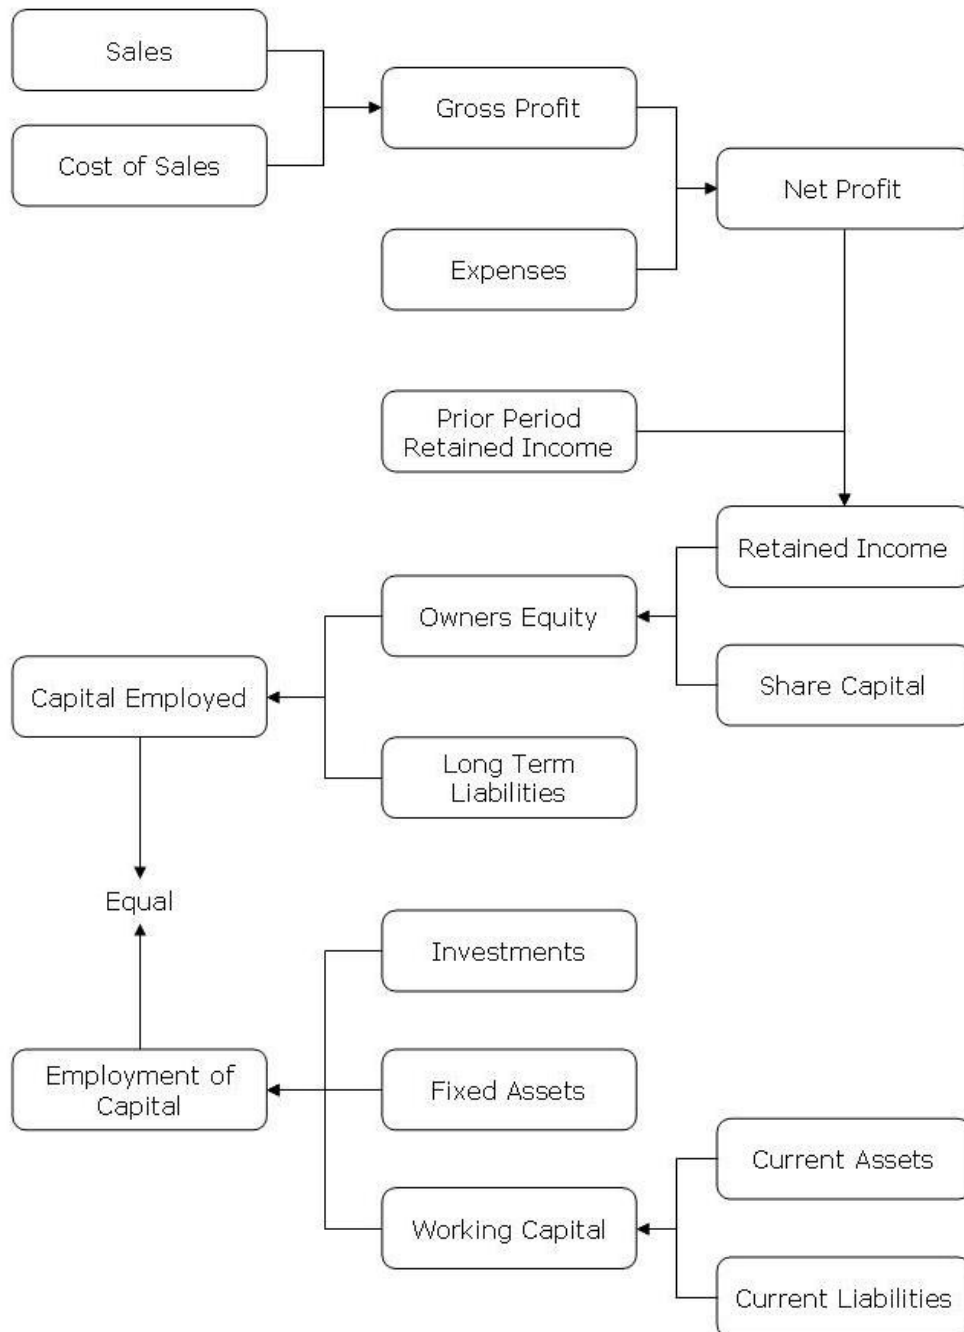 Sales
Gross Profit
Cost of Sales
Net Profit
Expenses
Prior Period
Retained Income
Retained Income
Owners Equity
Capital Employed
Share Capital
Long Term
Liabilities
Equal
Investments
Employment of
Capital
Fixed Assets
Current Assets
Working Capital
Current Liabilities